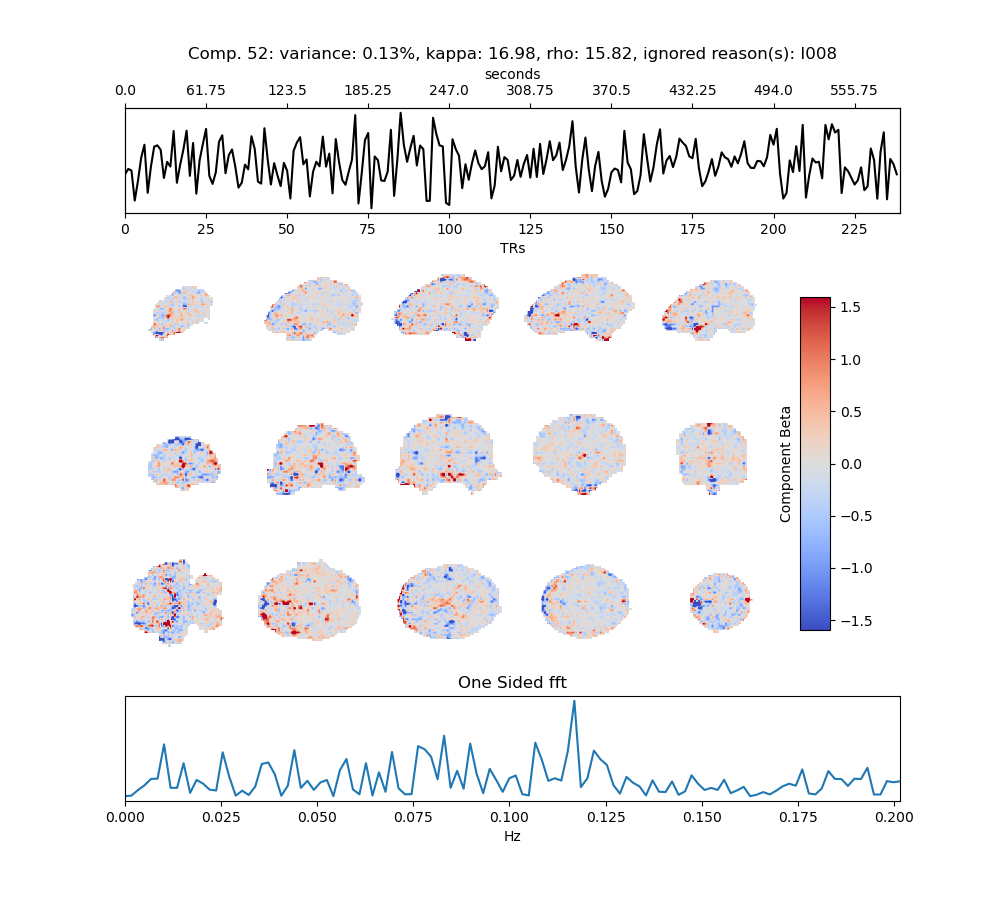 Comp. 52: variance: 0.13%, kappa: 16.98, rho: 15.82, ignored reason(s): I008
seconds
0.0 61.75 123.5 185.25 247.0 308.75 370.5 432.25 494.0 555.75
0 25 50 75 100 125 150 175 200 225
TRs
1.5
1.0
0.5
0.0
−0.5
−1.0
−1.5
Component Beta
One Sided fft
0.000 0.025 0.050 0.075 0.100 0.125 0.150 0.175 0.200
Hz